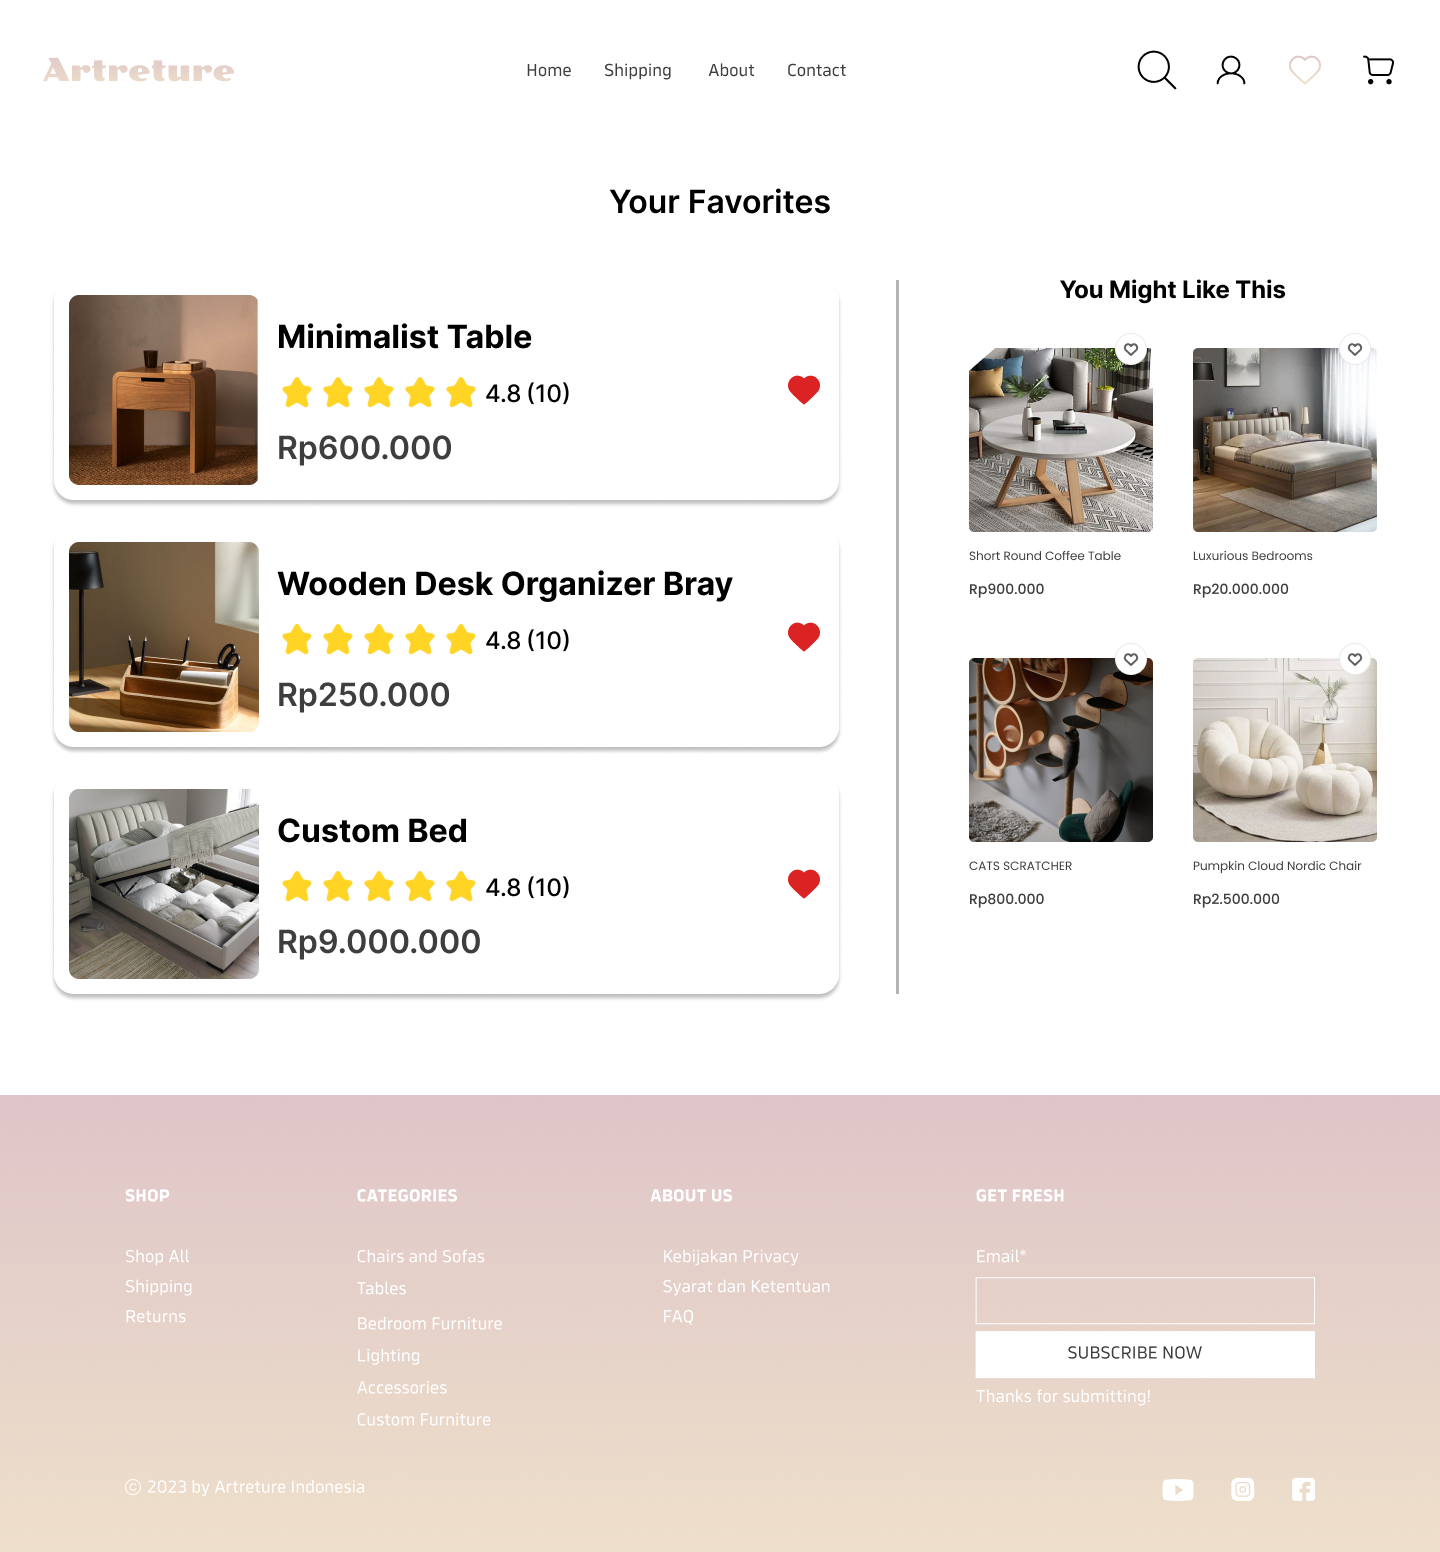 Artreture
Home Shipping About Contact
Your Favorites
Minimalist Table
4.8 (10)
Rp600.000
Wooden Desk Organizer Bray
4.8 (10)
Rp250.000
Custom Bed
4.8 (10)
Rp9.000.000
You Might Like This
Short Round Coffee Table
Rp900.000
Luxurious Bedrooms
Rp20.000.000
CATS SCRATCHER
Rp800.000
Pumpkin Cloud Nordic Chair
Rp2.500.000
SHOP
Shop All
Shipping
Returns
CATEGORIES
Chairs and Sofas
Tables
Bedroom Furniture
Lighting
Accessories
Custom Furniture
ABOUT US
Kebijakan Privacy
Syarat dan Ketentuan
FAQ
GET FRESH
Email*
SUBSCRIBE NOW
Thanks for submitting!
© 2023 by Artreture Indonesia